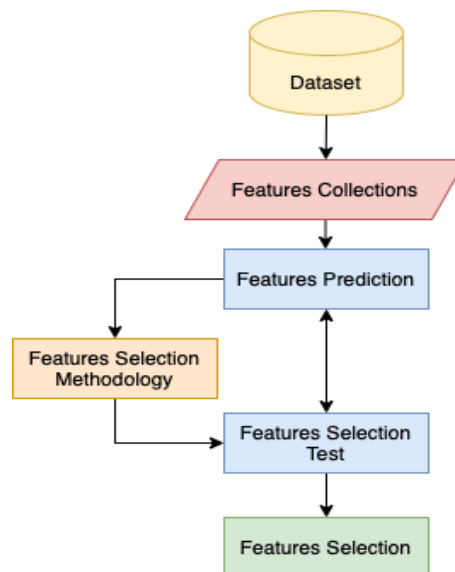 Dataset
Features Collections
Features Prediction
Features Selection
Methodology
Features Selection
Test
Features Selection